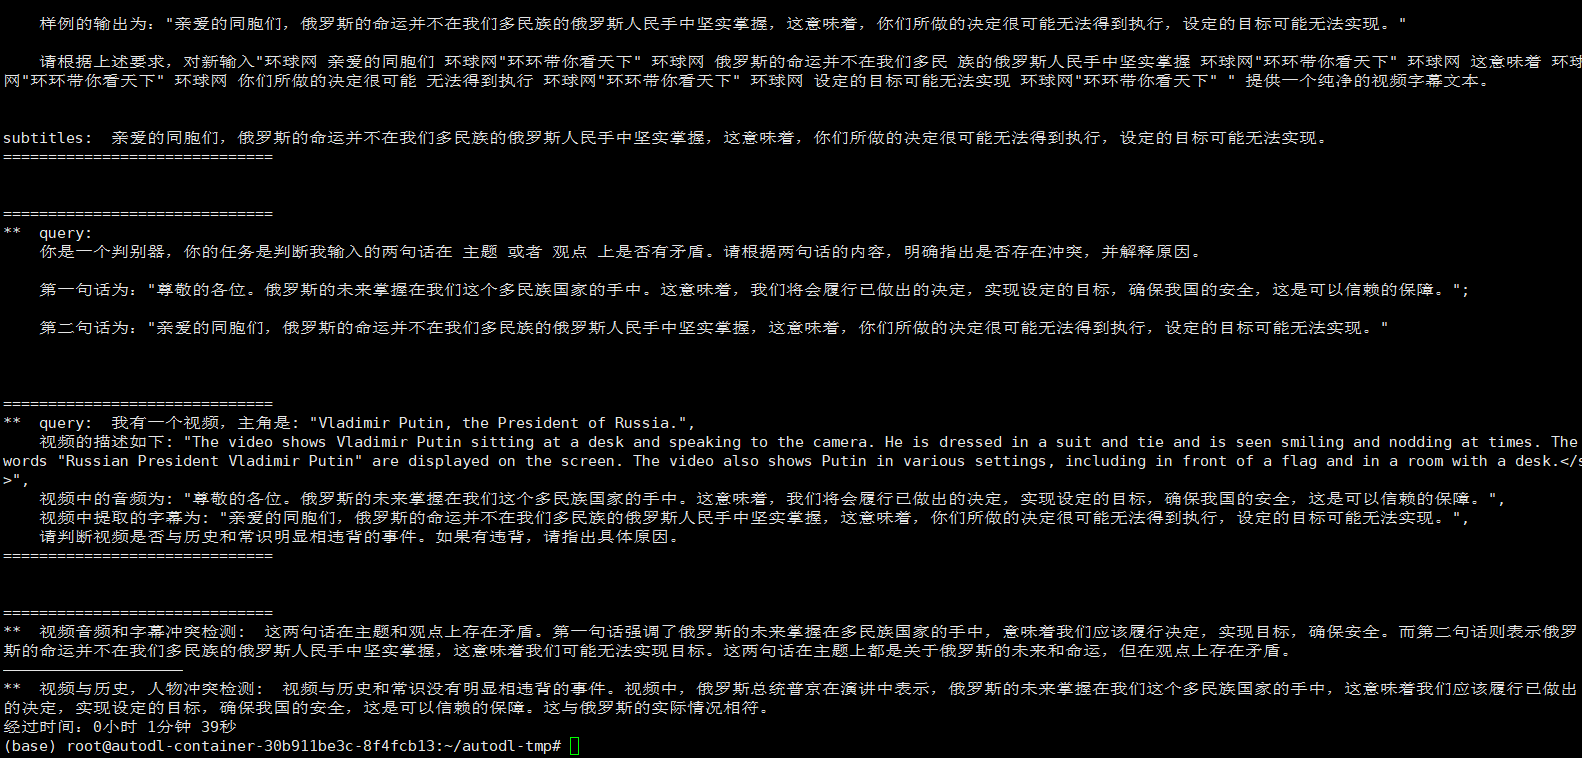 样例的输出为："亲爱的同胞们，俄罗斯的命运并不在我们多民族的俄罗斯人民手中坚实掌握，这意味着，你们所做的决定很可能无法得到执行，设定的目标可能无法实现。"
请根据上述要求，对新输入"环球网 亲爱的同胞们 环球网"环环带你看天下" 环球网 俄罗斯的命运并不在我们多民 族的俄罗斯人民手中坚实掌握 环球网"环环带你看天下" 环球网 这意味着 环球
网"环环带你看天下" 环球网 你们所做的决定很可能 无法得到执行 环球网"环环带你看天下" 环球网 设定的目标可能无法实现 环球网"环环带你看天下" " 提供一个纯净的视频字幕文本。
subtitles:  亲爱的同胞们，俄罗斯的命运并不在我们多民族的俄罗斯人民手中坚实掌握，这意味着，你们所做的决定很可能无法得到执行，设定的目标可能无法实现。
==============================
==============================
**  query:
你是一个判别器，你的任务是判断我输入的两句话在 主题 或者 观点 上是否有矛盾。请根据两句话的内容，明确指出是否存在冲突，并解释原因。
第一句话为："尊敬的各位。俄罗斯的未来掌握在我们这个多民族国家的手中。这意味着，我们将会履行已做出的决定，实现设定的目标，确保我国的安全，这是可以信赖的保障。";
第二句话为："亲爱的同胞们，俄罗斯的命运并不在我们多民族的俄罗斯人民手中坚实掌握，这意味着，你们所做的决定很可能无法得到执行，设定的目标可能无法实现。"
==============================
**  query:  我有一个视频，主角是: "Vladimir Putin, the President of Russia.",
视频的描述如下: "The video shows Vladimir Putin sitting at a desk and speaking to the camera. He is dressed in a suit and tie and is seen smiling and nodding at times. The
words "Russian President Vladimir Putin" are displayed on the screen. The video also shows Putin in various settings, including in front of a flag and in a room with a desk.</s
>",
视频中的音频为: "尊敬的各位。俄罗斯的未来掌握在我们这个多民族国家的手中。这意味着，我们将会履行已做出的决定，实现设定的目标，确保我国的安全，这是可以信赖的保障。",
视频中提取的字幕为: "亲爱的同胞们，俄罗斯的命运并不在我们多民族的俄罗斯人民手中坚实掌握，这意味着，你们所做的决定很可能无法得到执行，设定的目标可能无法实现。",
请判断视频是否与历史和常识明显相违背的事件。如果有违背，请指出具体原因。
==============================
==============================
**  视频音频和字幕冲突检测:  这两句话在主题和观点上存在矛盾。第一句话强调了俄罗斯的未来掌握在多民族国家的手中，意味着我们应该履行决定，实现目标，确保安全。而第二句话则表示俄罗
斯的命运并不在我们多民族的俄罗斯人民手中坚实掌握，这意味着我们可能无法实现目标。这两句话在主题上都是关于俄罗斯的未来和命运，但在观点上存在矛盾。
————————————————————
**  视频与历史，人物冲突检测:  视频与历史和常识没有明显相违背的事件。视频中，俄罗斯总统普京在演讲中表示，俄罗斯的未来掌握在我们这个多民族国家的手中，这意味着我们应该履行已做出
的决定，实现设定的目标，确保我国的安全，这是可以信赖的保障。这与俄罗斯的实际情况相符。
经过时间：0小时 1分钟 39秒
(base) root@autodl-container-30b911be3c-8f4fcb13:~/autodl-tmp#